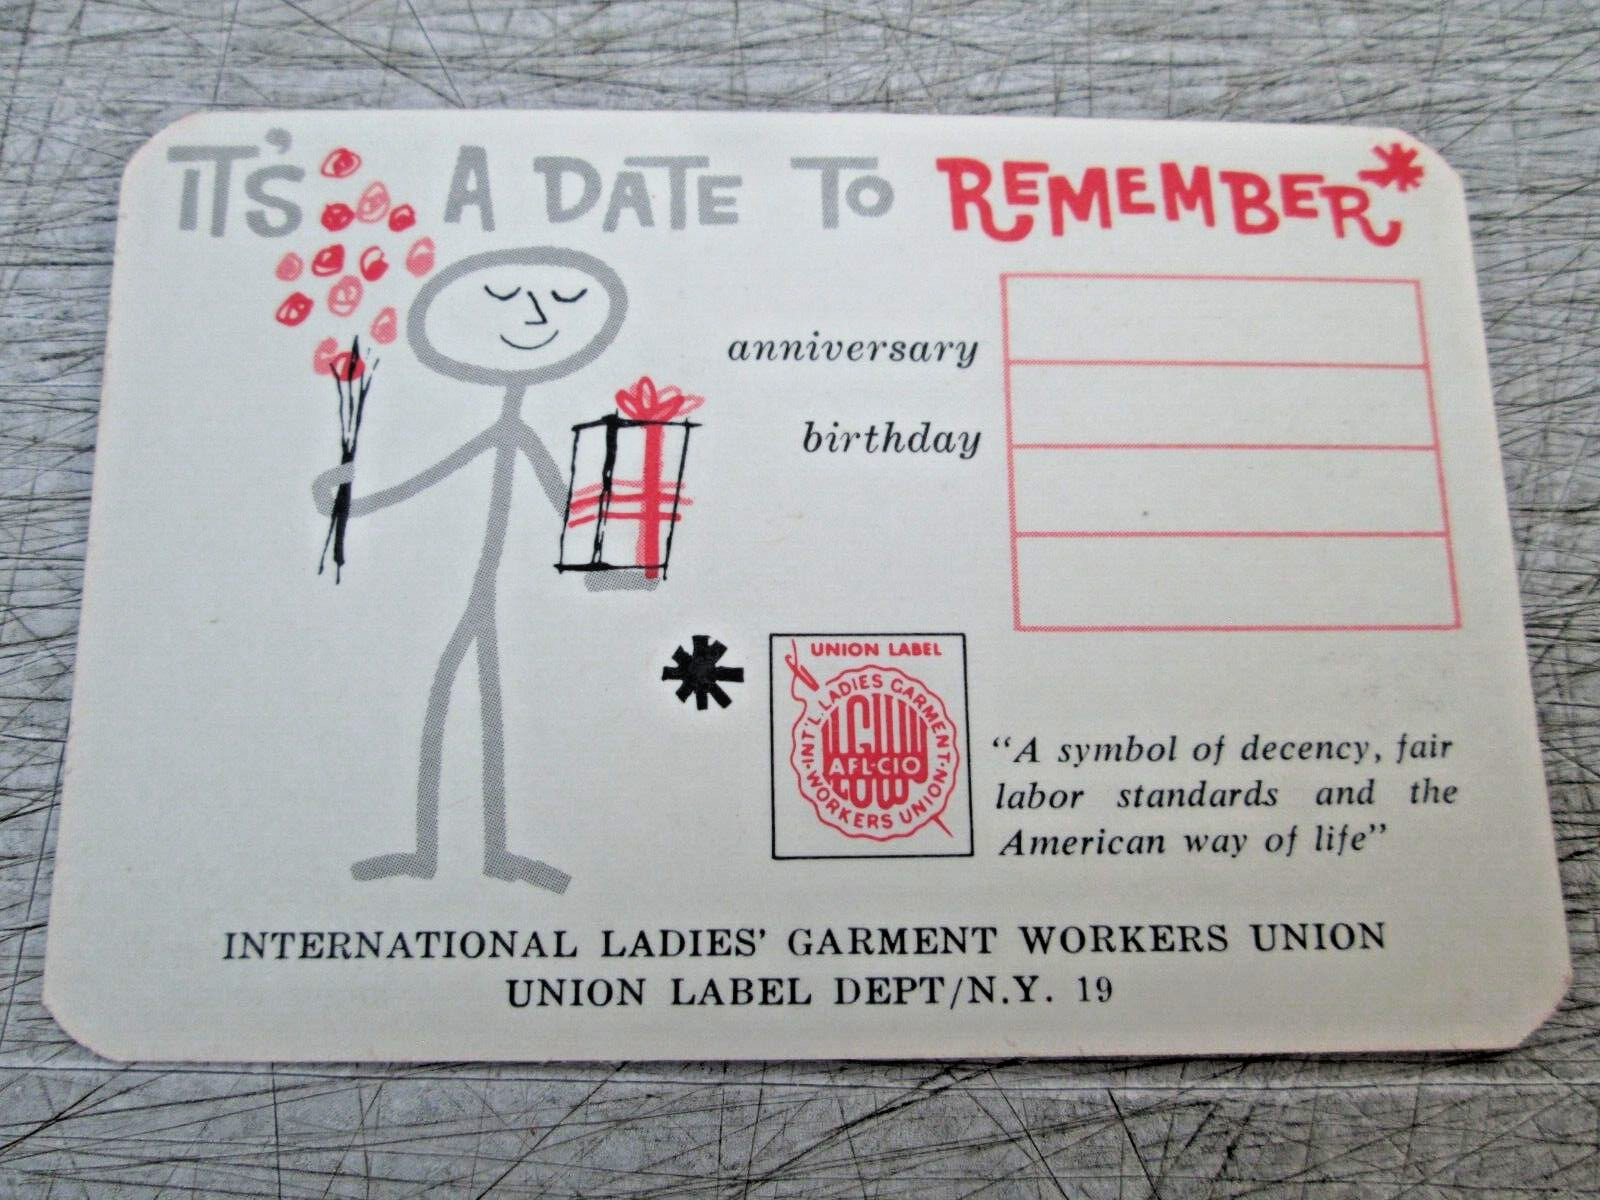 IT'S A DATE TO REMEMBER*
anniversary
birthday
*
UNION LABEL
INT'L. LADIES GARMENT
WORKERS UNION
ILGWU
AFL-CIO
ILGWU
"A symbol of decency, fair
labor standards and the
American way of life"
INTERNATIONAL LADIES' GARMENT WORKERS UNION
UNION LABEL DEPT/N.Y. 19